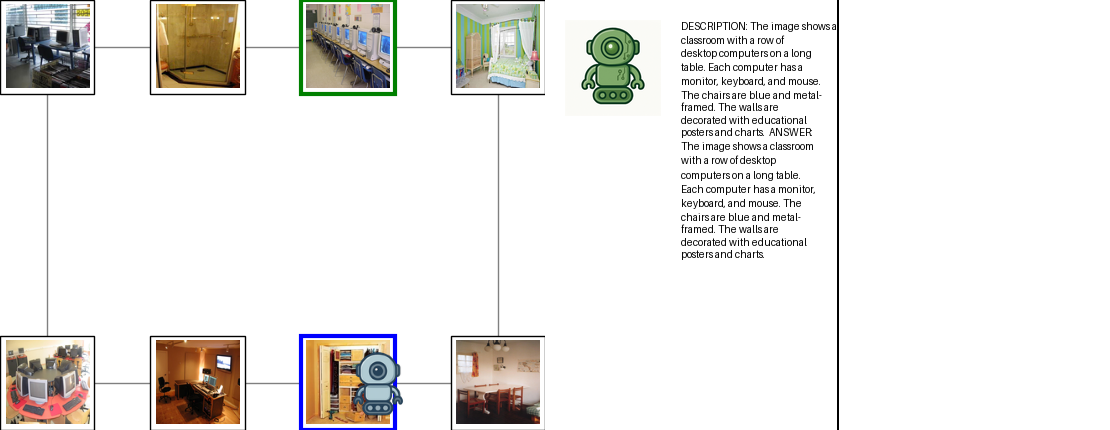 DESCRIPTION: The image shows a
classroom with a row of
desktop computers on a long
table. Each computer has a
monitor, keyboard, and mouse.
The chairs are blue and metal-
framed. The walls are
decorated with educational
posters and charts. ANSWER:
The image shows a classroom
with a row of desktop
computers on a long table.
Each computer has a monitor,
keyboard, and mouse. The
chairs are blue and metal-
framed. The walls are
decorated with educational
posters and charts.